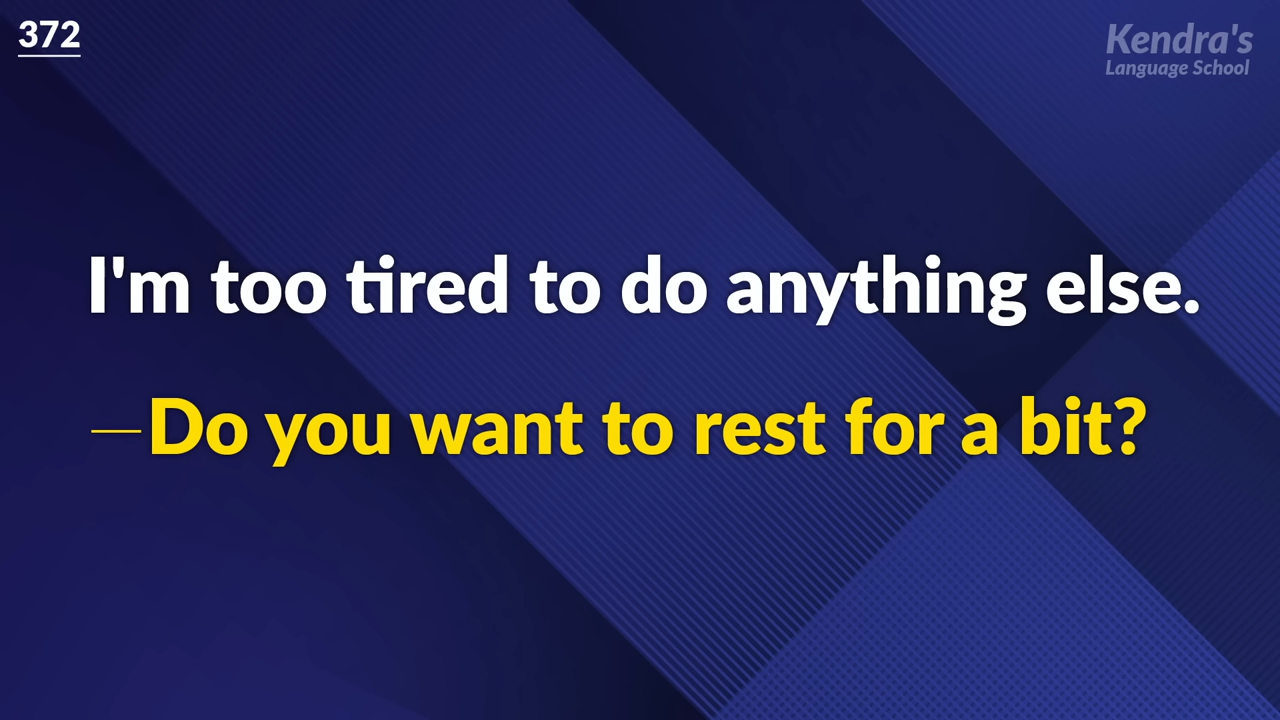 372
Kendra's
Language School
I'm too tired to do anything else.
—Do you want to rest for a bit?